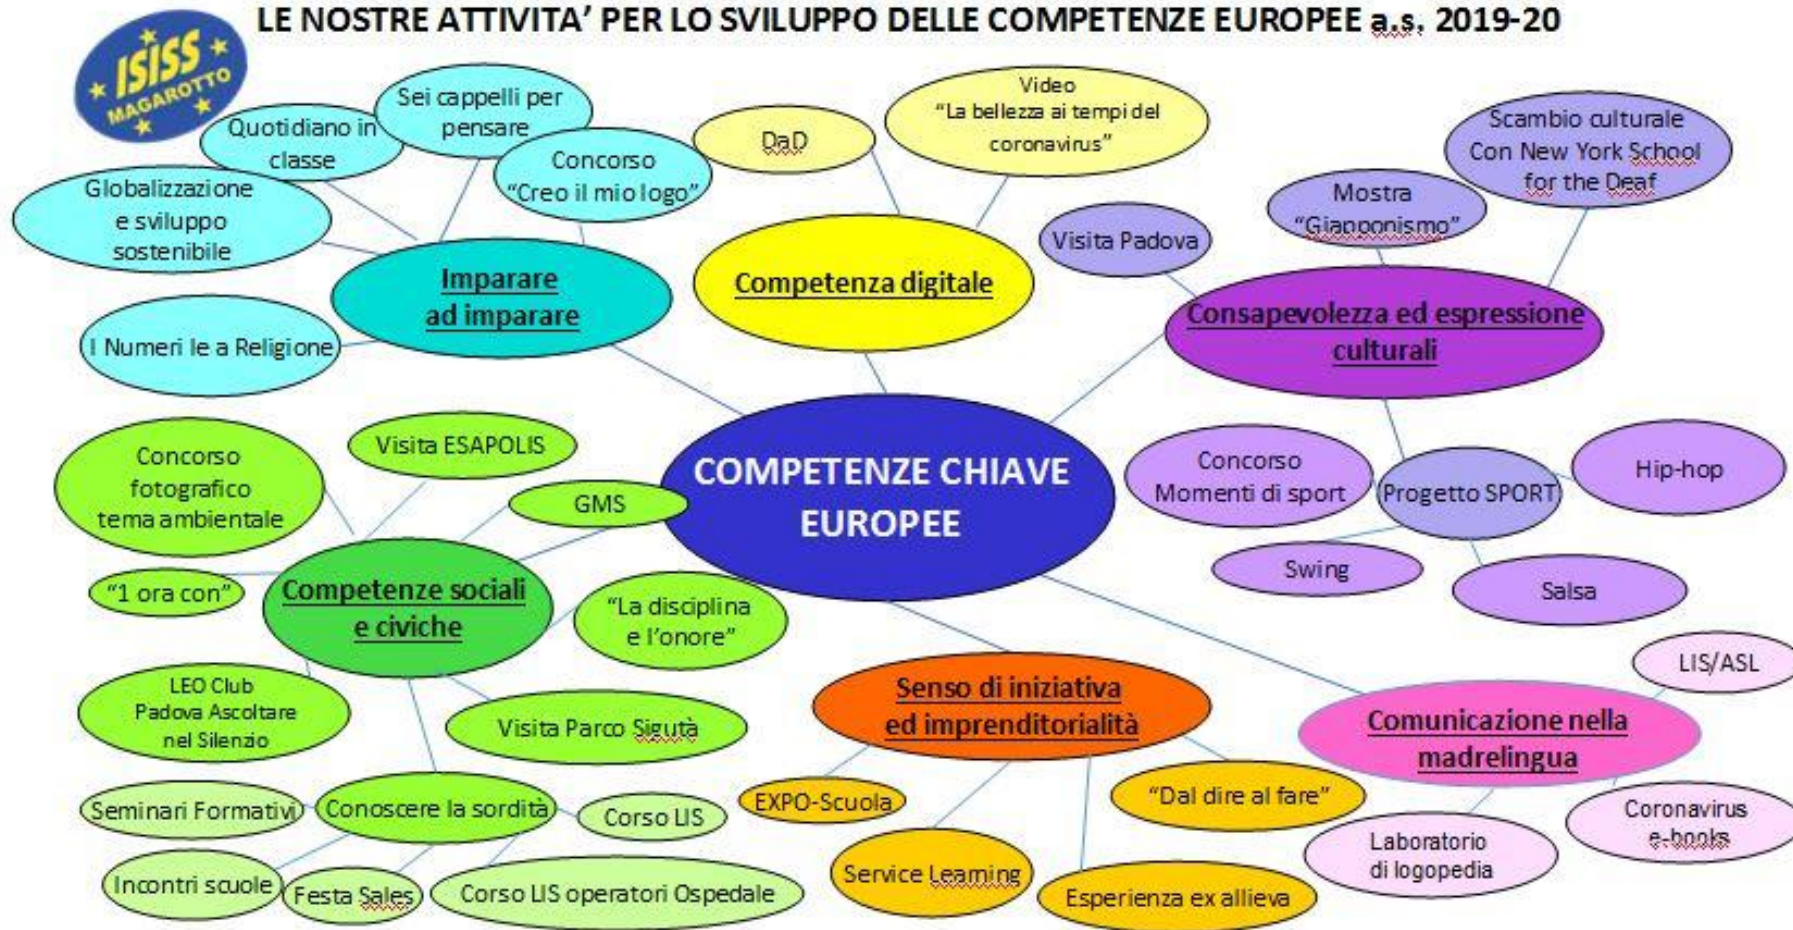 LE NOSTRE ATTIVITA’ PER LO SVILUPPO DELLE COMPETENZE EUROPEE a.s. 2019-20
ISISS
MAGAROTTO
Quotidiano in
classe
Sei cappelli per
pensare
Concorso
“Creo il mio logo”
Globalizzazione
e sviluppo
sostenibile
I Numeri le a Religione
Imparare
ad imparare
DaD
Video
“La bellezza ai tempi del
coronavirus”
Competenza digitale
Visita Padova
Mostra
“Giapponismo”
Scambio culturale
Con New York School
for the Deaf
Consapevolezza ed espressione
culturali
COMPETENZE CHIAVE
EUROPEE
Concorso
Momenti di sport
Progetto SPORT
Hip-hop
Swing
Salsa
Concorso
fotografico
tema ambientale
Visita ESAPOLIS
GMS
“1 ora con”
Competenze sociali
e civiche
“La disciplina
e l’onore”
LEO Club
Padova Ascoltare
nel Silenzio
Visita Parco Sigutà
Seminari Formativi
Conoscere la sordità
Corso LIS
Incontri scuole
Festa Sales
Corso LIS operatori Ospedale
Senso di iniziativa
ed imprenditorialità
EXPO-Scuola
“Dal dire al fare”
Service Learning
Esperienza ex allieva
Comunicazione nella
madrelingua
LIS/ASL
Laboratorio
di logopedia
Coronavirus
e-books